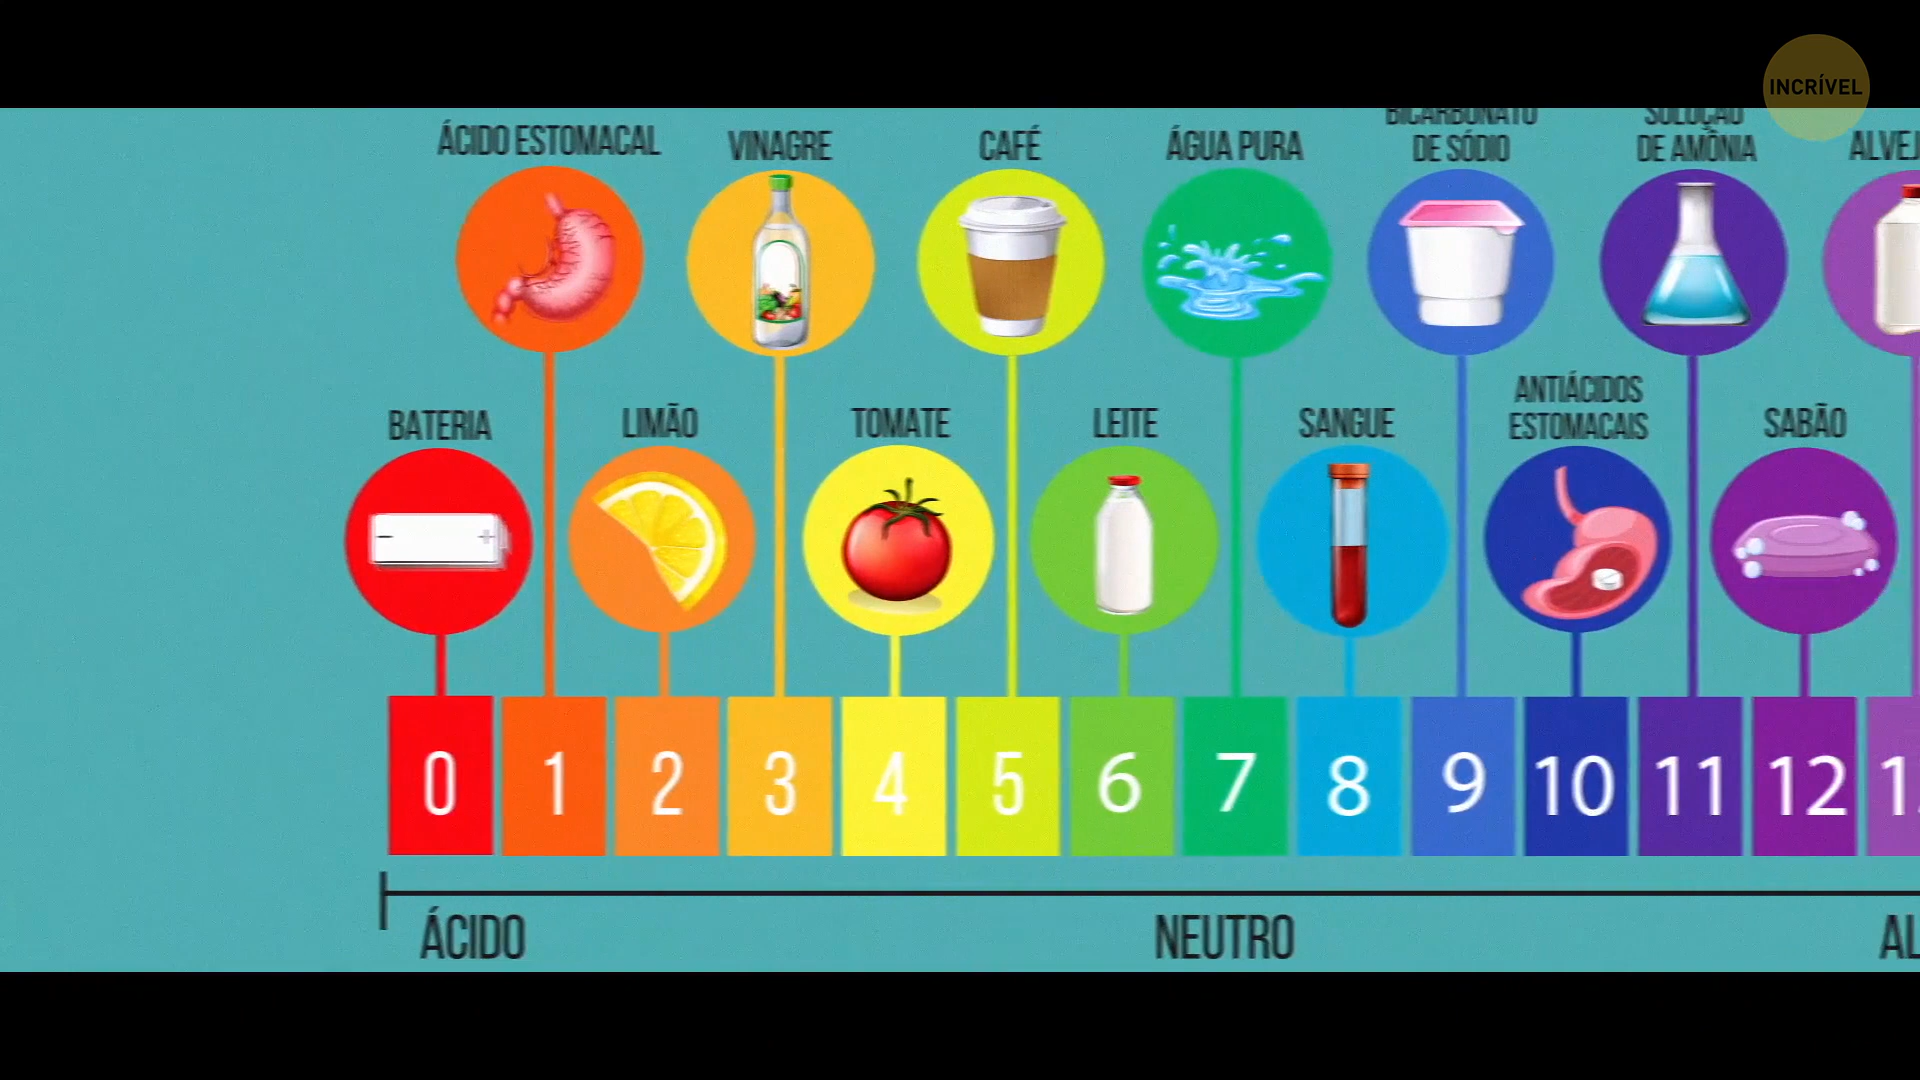 INCRÍVEL
ÁCIDO ESTOMACAL
VINAGRE
CAFÉ
ÁGUA PURA
BICARBONATO
DE SÓDIO
SOLUÇÃO
DE AMÔNIA
ALVEJ
BATERIA
LIMÃO
TOMATE
LEITE
SANGUE
ANTIÁCIDOS
ESTOMACAIS
SABÃO
0 1 2 3 4 5 6 7 8 9 10 11 12
ÁCIDO
NEUTRO
AL